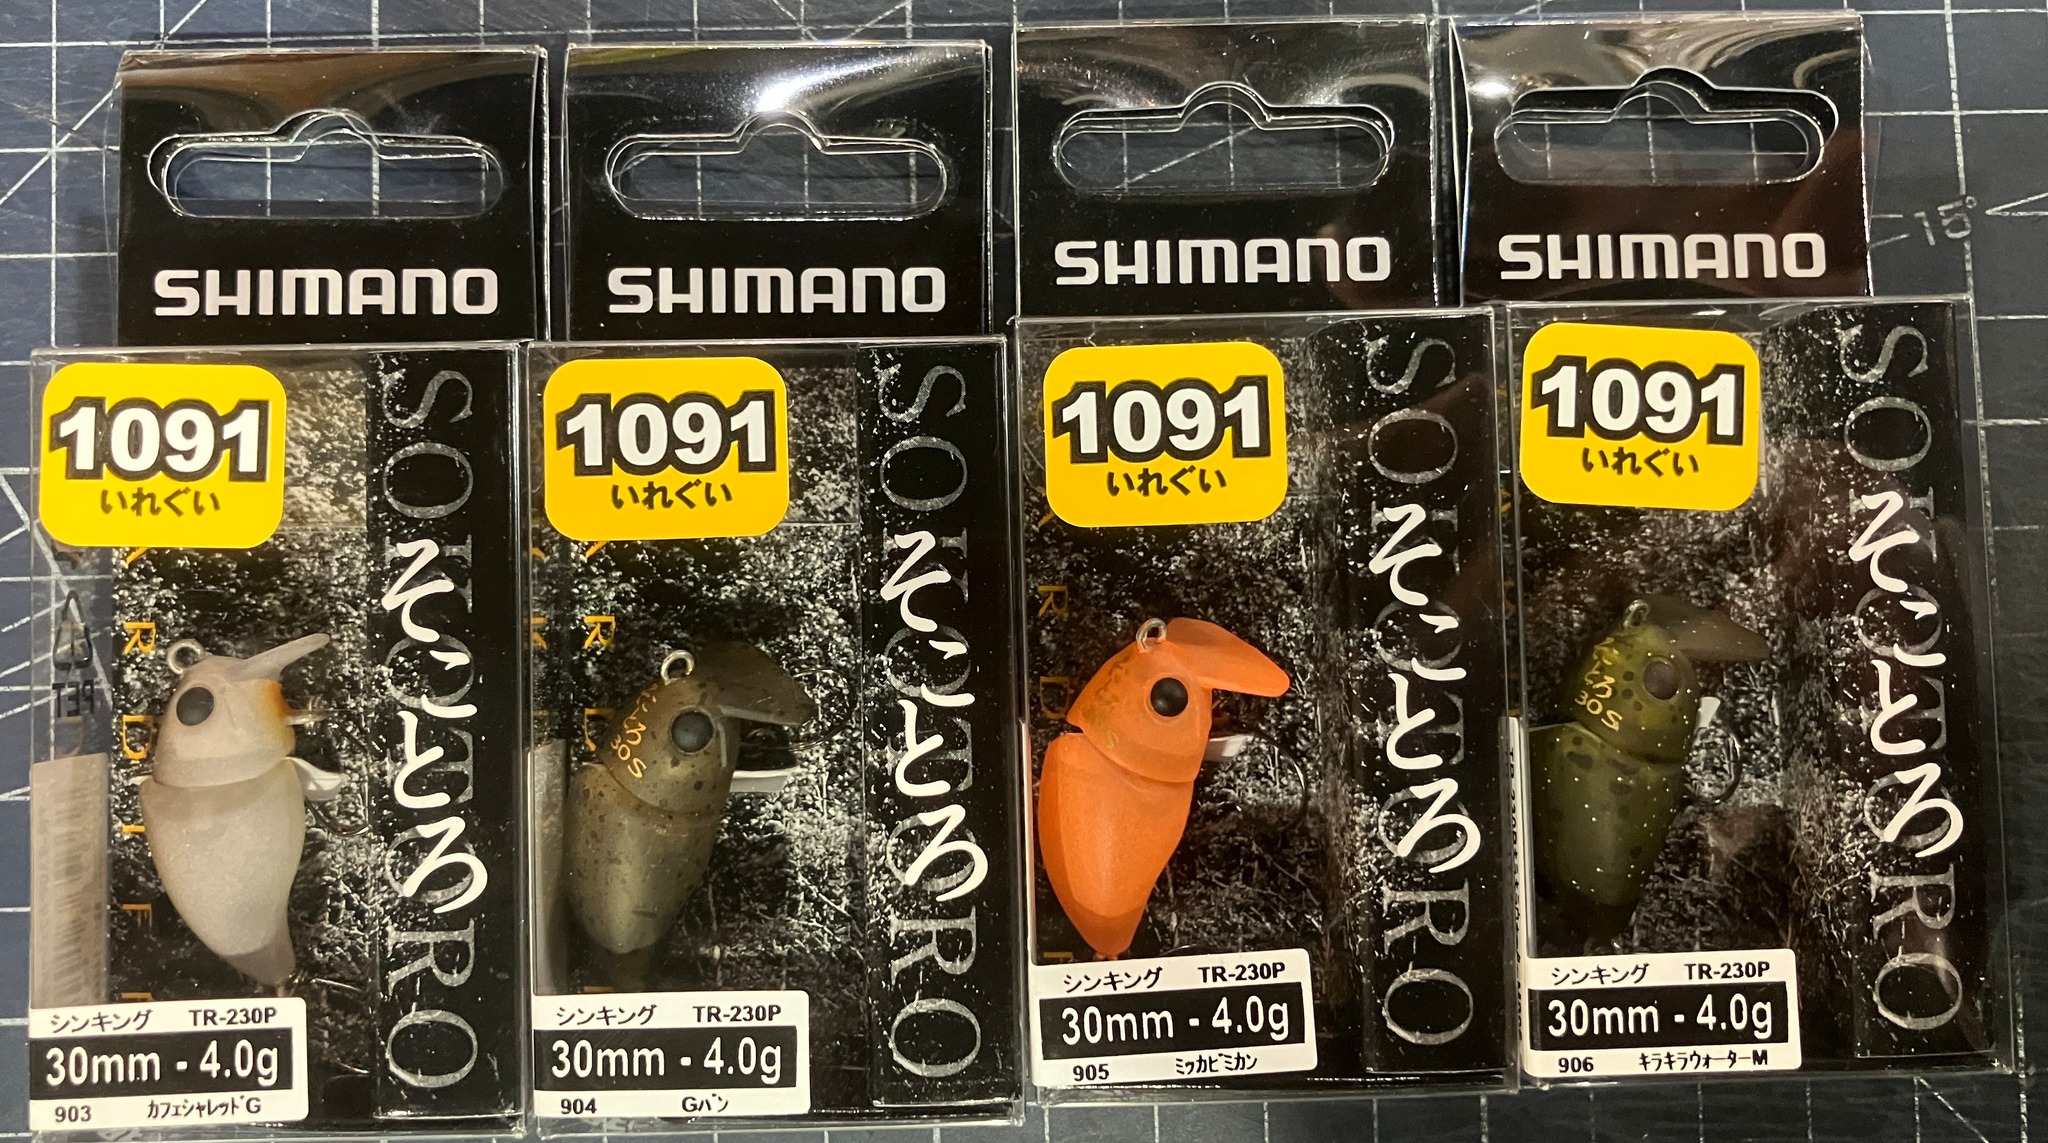 SHIMANO
1091
いれぐい
SOKOTORO
そことろ
シンキング TR-230P
30mm - 4.0g
903 ｶﾌｪｼｬﾚｯﾄﾞG
PET
SHIMANO
1091
いれぐい
SOKOTORO
そことろ
シンキング TR-230P
30mm - 4.0g
904 Gﾊﾟﾝ
SHIMANO
1091
いれぐい
SOKOTORO
そことろ
シンキング TR-230P
30mm - 4.0g
905 ﾐｯｶﾋﾞﾐｶﾝ
SHIMANO
1091
いれぐい
SOKOTORO
そことろ
シンキング TR-230P
30mm - 4.0g
906 ｷﾗｷﾗｳｫｰﾀｰM
15°